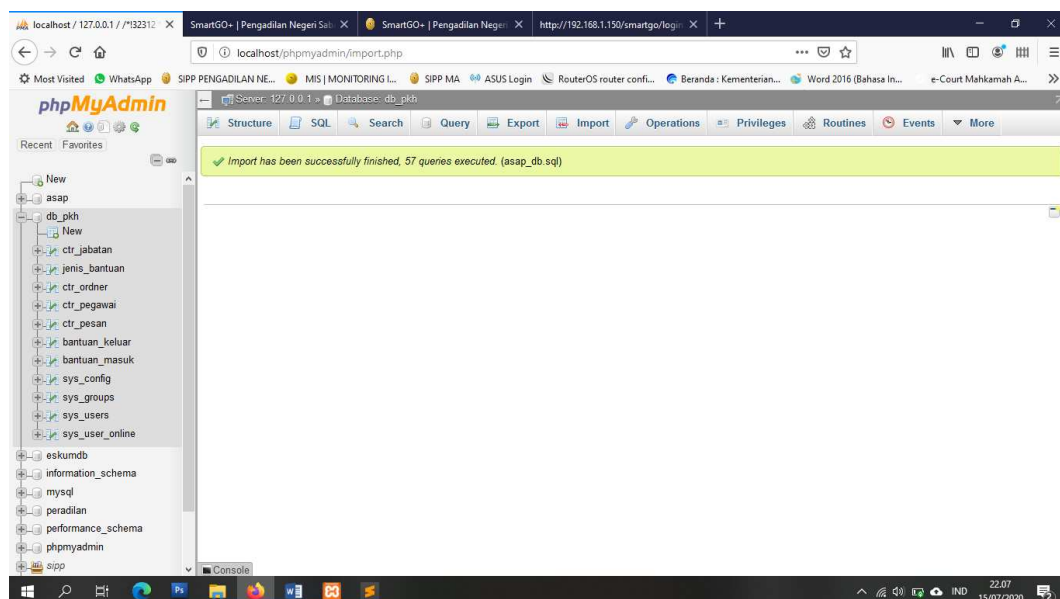 localhost / 127.0.0.1 / /*!32312
SmartGO+ | Pengadilan Negeri Sab
SmartGO+ | Pengadilan Negeri
http://192.168.1.150/smartgo/login
localhost/phpmyadmin/import.php
Most Visited
WhatsApp
SIPP PENGADILAN NE...
MIS | MONITORING I...
SIPP MA
ASUS Login
RouterOS router confi...
Beranda : Kementerian...
Word 2016 (Bahasa In...
e-Court Mahkamah A...
phpMyAdmin
Recent Favorites
New
asap
db_pkh
New
ctr_jabatan
jenis_bantuan
ctr_ordner
ctr_pegawai
ctr_pesan
bantuan_keluar
bantuan_masuk
sys_config
sys_groups
sys_users
sys_user_online
eskumdb
information_schema
mysql
peradilan
performance_schema
phpmyadmin
sipp
Server: 127.0.0.1 » Database: db_pkh
Structure
SQL
Search
Query
Export
Import
Operations
Privileges
Routines
Events
More
Import has been successfully finished, 57 queries executed. (asap_db.sql)
Console
Ps
IND
22.07
15/07/2020